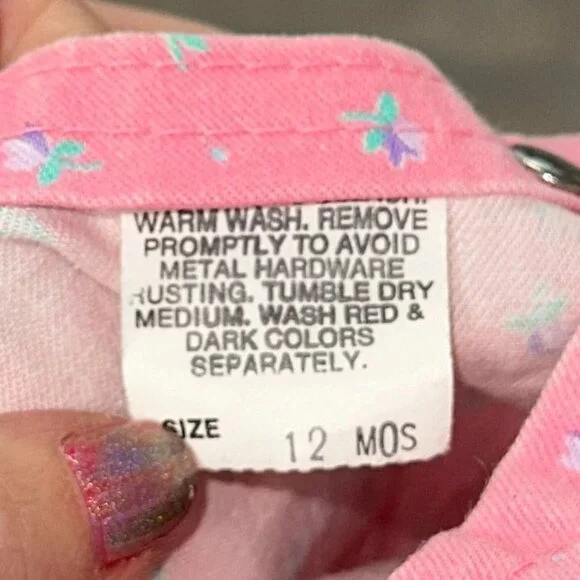 WARM WASH. REMOVE
PROMPTLY TO AVOID
METAL HARDWARE
RUSTING. TUMBLE DRY
MEDIUM. WASH RED &
DARK COLORS
SEPARATELY.
SIZE 12 MOS